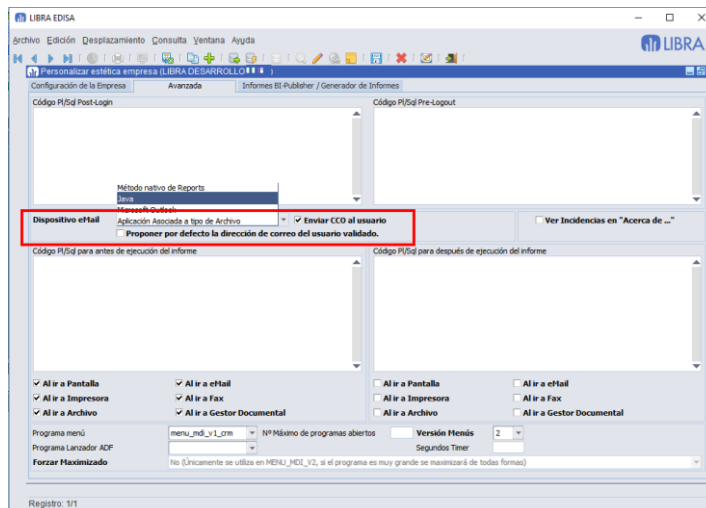 LIBRA EDISA
Archivo Edición Desplazamiento Consulta Ventana Ayuda
LIBRA
Personalizar estética empresa (LIBRA DESARROLLO )
Configuración de la Empresa Avanzada Informes BI-Publisher / Generador de Informes
Código Pl/Sql Post-Login Código Pl/Sql Pre-Logout
Método nativo de Reports
Java
Microsoft Outlook
Dispositivo eMail Aplicación Asociada a tipo de Archivo Enviar CCO al usuario Ver Incidencias en "Acerca de ..."
Proponer por defecto la dirección de correo del usuario validado.
Código Pl/Sql para antes de ejecución del informe Código Pl/Sql para después de ejecución del informe
Al ir a Pantalla Al ir a eMail Al ir a Pantalla Al ir a eMail
Al ir a Impresora Al ir a Fax Al ir a Impresora Al ir a Fax
Al ir a Archivo Al ir a Gestor Documental Al ir a Archivo Al ir a Gestor Documental
Programa menú menu_mdi_v1_crm Nº Máximo de programas abiertos Versión Menús 2
Programa Lanzador ADF Segundos Timer
Forzar Maximizado No (Únicamente se utiliza en MENU_MDI_V2, si el programa es muy grande se maximizará de todas formas)
Registro: 1/1